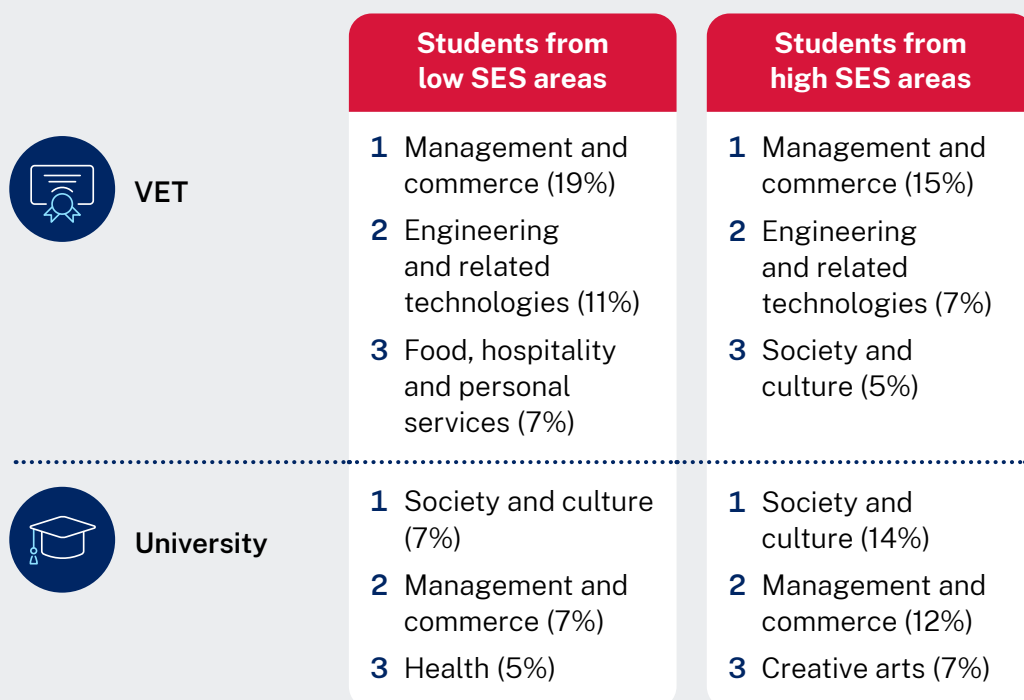 Students from
low SES areas
Students from
high SES areas
VET
1 Management and
commerce (19%)
2 Engineering
and related
technologies (11%)
3 Food, hospitality
and personal
services (7%)
1 Management and
commerce (15%)
2 Engineering
and related
technologies (7%)
3 Society and
culture (5%)
University
1 Society and culture
(7%)
2 Management and
commerce (7%)
3 Health (5%)
1 Society and
culture (14%)
2 Management and
commerce (12%)
3 Creative arts (7%)